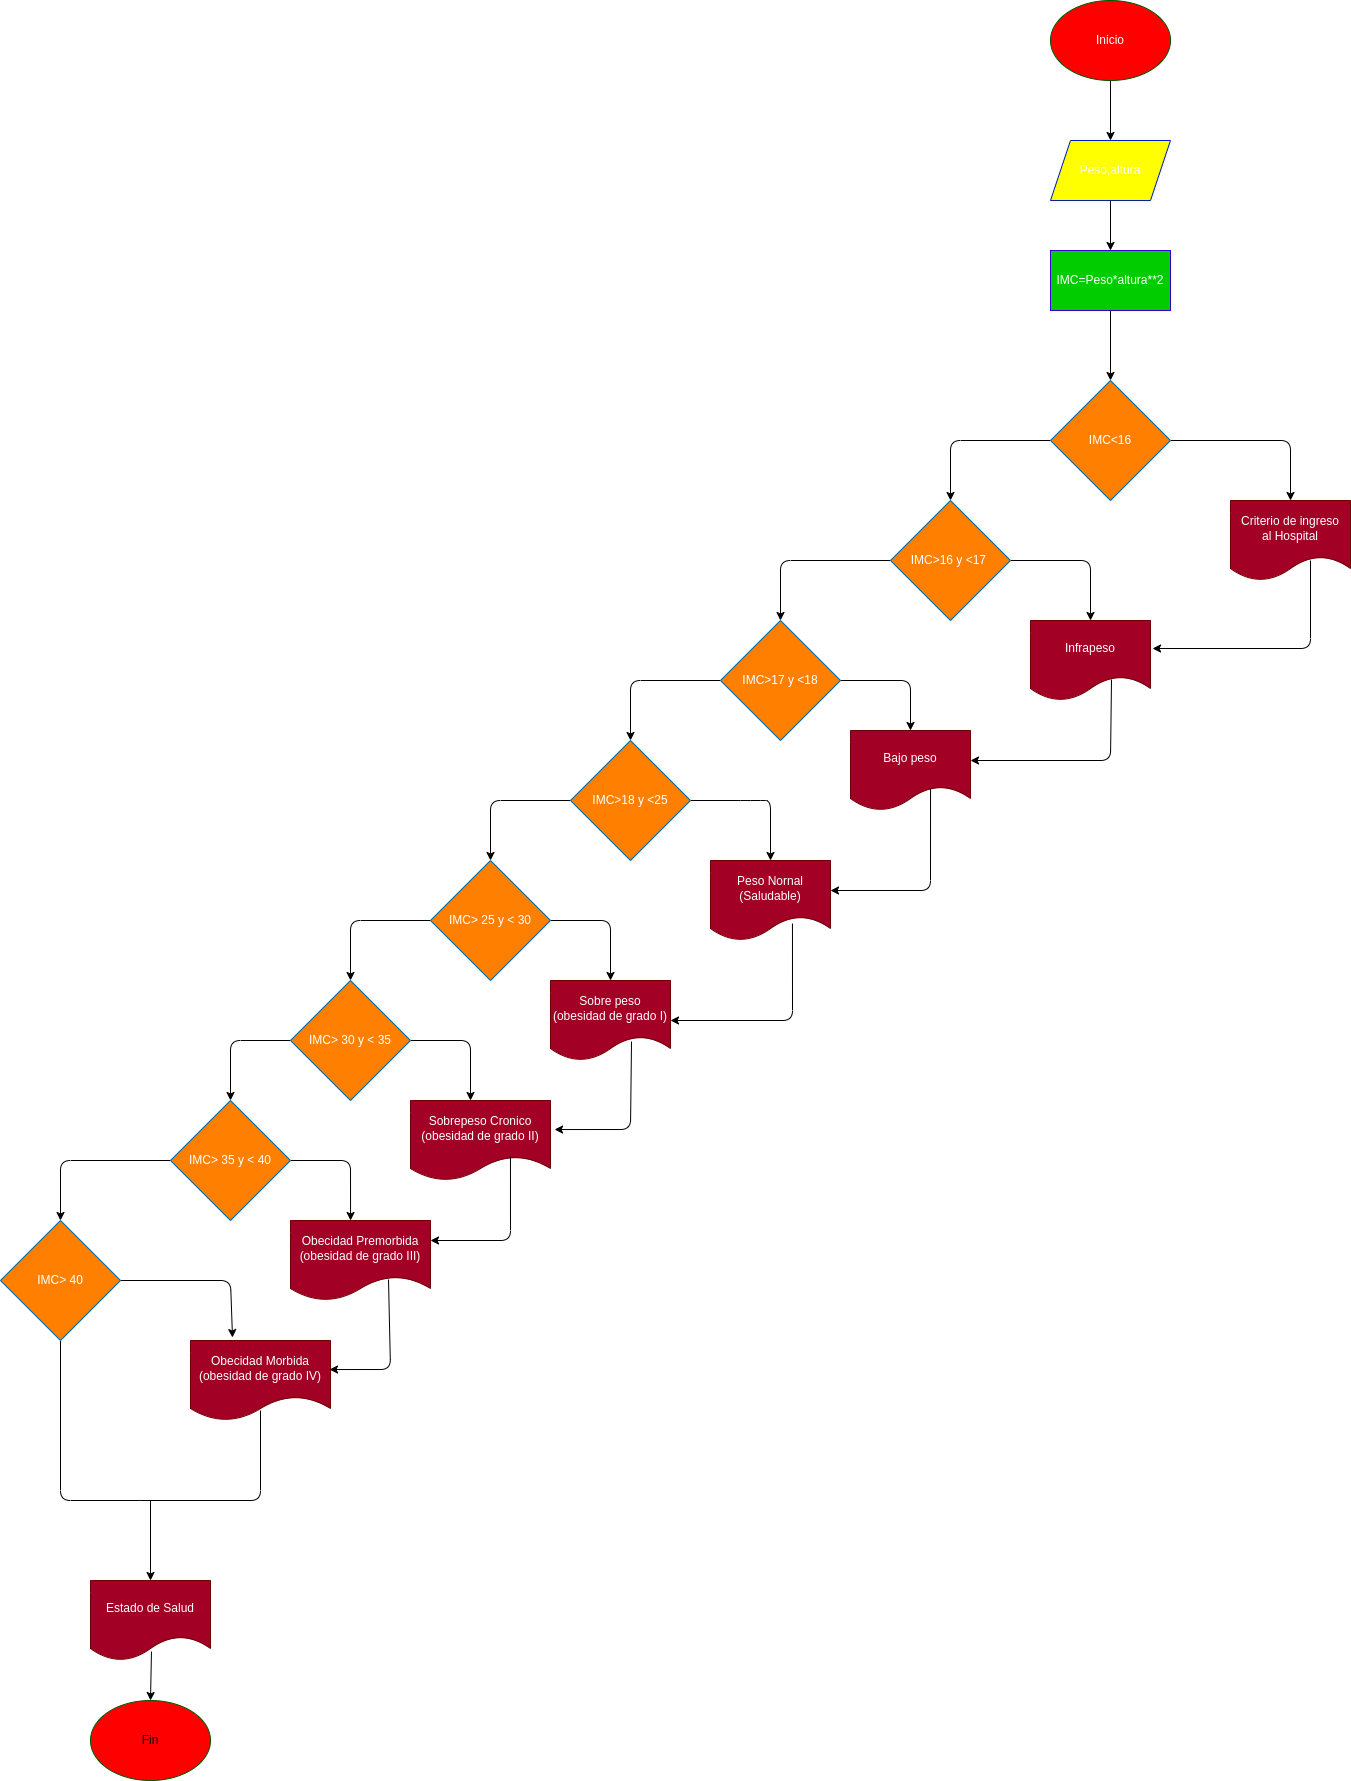 Inicio
Peso,altura
IMC=Peso*altura**2
IMC<16
Criterio de ingreso
al Hospital
IMC>16 y <17
Infrapeso
IMC>17 y <18
Bajo peso
IMC>18 y <25
Peso Nornal
(Saludable)
IMC> 25 y < 30
Sobre peso
(obesidad de grado I)
IMC> 30 y < 35
Sobrepeso Cronico
(obesidad de grado II)
IMC> 35 y < 40
Obecidad Premorbida
(obesidad de grado III)
IMC> 40
Obecidad Morbida
(obesidad de grado IV)
Estado de Salud
Fin